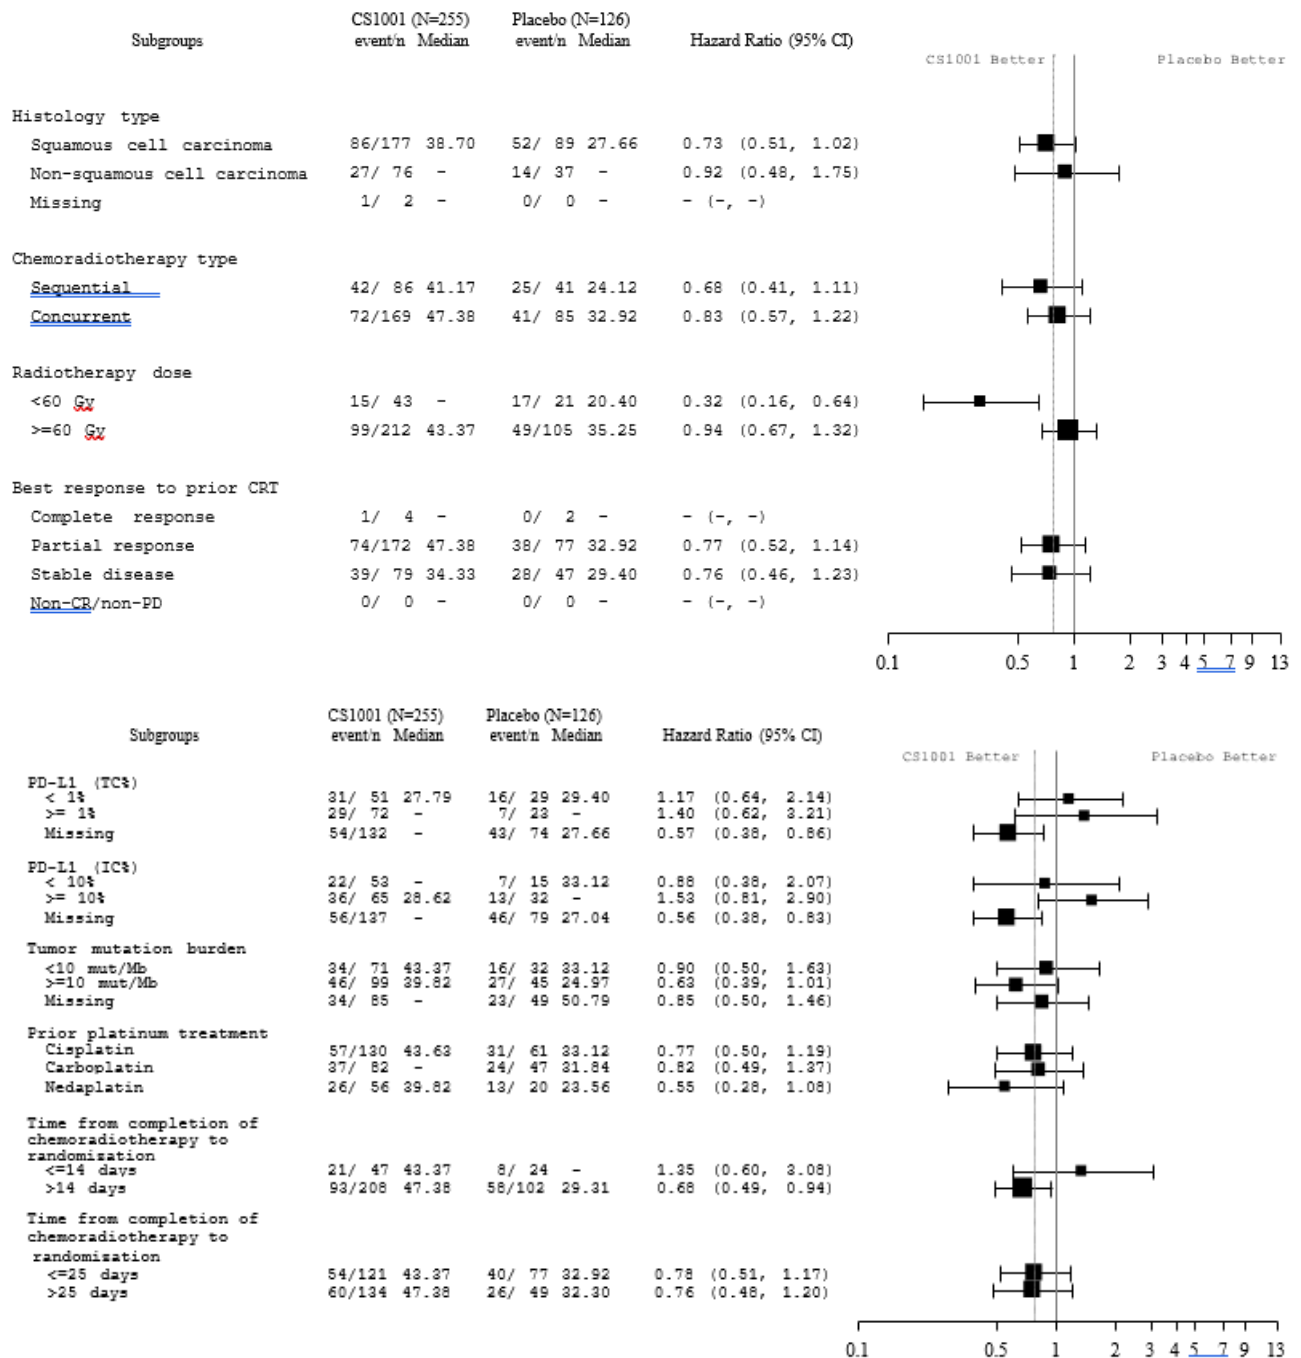 CS1001 (N=255) Placebo (N=126)
Subgroups event/n Median event/n Median Hazard Ratio (95% CI)
CS1001 Better Placebo Better
Histology type
Squamous cell carcinoma 86/177 38.70 52/ 89 27.66 0.73 (0.51, 1.02)
Non-squamous cell carcinoma 27/ 76 - 14/ 37 - 0.92 (0.48, 1.75)
Missing 1/ 2 - 0/ 0 - - (-, -)
Chemoradiotherapy type
Sequential 42/ 86 41.17 25/ 41 24.12 0.68 (0.41, 1.11)
Concurrent 72/169 47.38 41/ 85 32.92 0.83 (0.57, 1.22)
Radiotherapy dose
<60 Gy 15/ 43 - 17/ 21 20.40 0.32 (0.16, 0.64)
>=60 Gy 99/212 43.37 49/105 35.25 0.94 (0.67, 1.32)
Best response to prior CRT
Complete response 1/ 4 - 0/ 2 - - (-, -)
Partial response 74/172 47.38 38/ 77 32.92 0.77 (0.52, 1.14)
Stable disease 39/ 79 34.33 28/ 47 29.40 0.76 (0.46, 1.23)
Non-CR/non-PD 0/ 0 - 0/ 0 - - (-, -)
0.1 0.5 1 2 3 4 5 7 9 13
CS1001 (N=255) Placebo (N=126)
Subgroups event/n Median event/n Median Hazard Ratio (95% CI)
CS1001 Better Placebo Better
PD-L1 (TC%)
< 1% 31/ 51 27.79 16/ 29 29.40 1.17 (0.64, 2.14)
>= 1% 29/ 72 - 7/ 23 - 1.40 (0.62, 3.21)
Missing 54/132 - 43/ 74 27.66 0.57 (0.38, 0.86)
PD-L1 (IC%)
< 10% 22/ 53 - 7/ 15 33.12 0.88 (0.38, 2.07)
>= 10% 36/ 65 28.62 13/ 32 - 1.53 (0.81, 2.90)
Missing 56/137 - 46/ 79 27.04 0.56 (0.38, 0.83)
Tumor mutation burden
<10 mut/Mb 34/ 71 43.37 16/ 32 33.12 0.90 (0.50, 1.63)
>=10 mut/Mb 46/ 99 39.82 27/ 45 24.97 0.63 (0.39, 1.01)
Missing 34/ 85 - 23/ 49 50.79 0.85 (0.50, 1.46)
Prior platinum treatment
Cisplatin 57/130 43.63 31/ 61 33.12 0.77 (0.50, 1.19)
Carboplatin 37/ 82 - 24/ 47 31.84 0.82 (0.49, 1.37)
Nedaplatin 26/ 56 39.82 13/ 20 23.56 0.55 (0.28, 1.08)
Time from completion of
chemoradiotherapy to
randomization
<=14 days 21/ 47 43.37 8/ 24 - 1.35 (0.60, 3.08)
>14 days 93/208 47.38 58/102 29.31 0.68 (0.49, 0.94)
Time from completion of
chemoradiotherapy to
randomization
<=25 days 54/121 43.37 40/ 77 32.92 0.78 (0.51, 1.17)
>25 days 60/134 47.38 26/ 49 32.30 0.76 (0.48, 1.20)
0.1 0.5 1 2 3 4 5 7 9 13